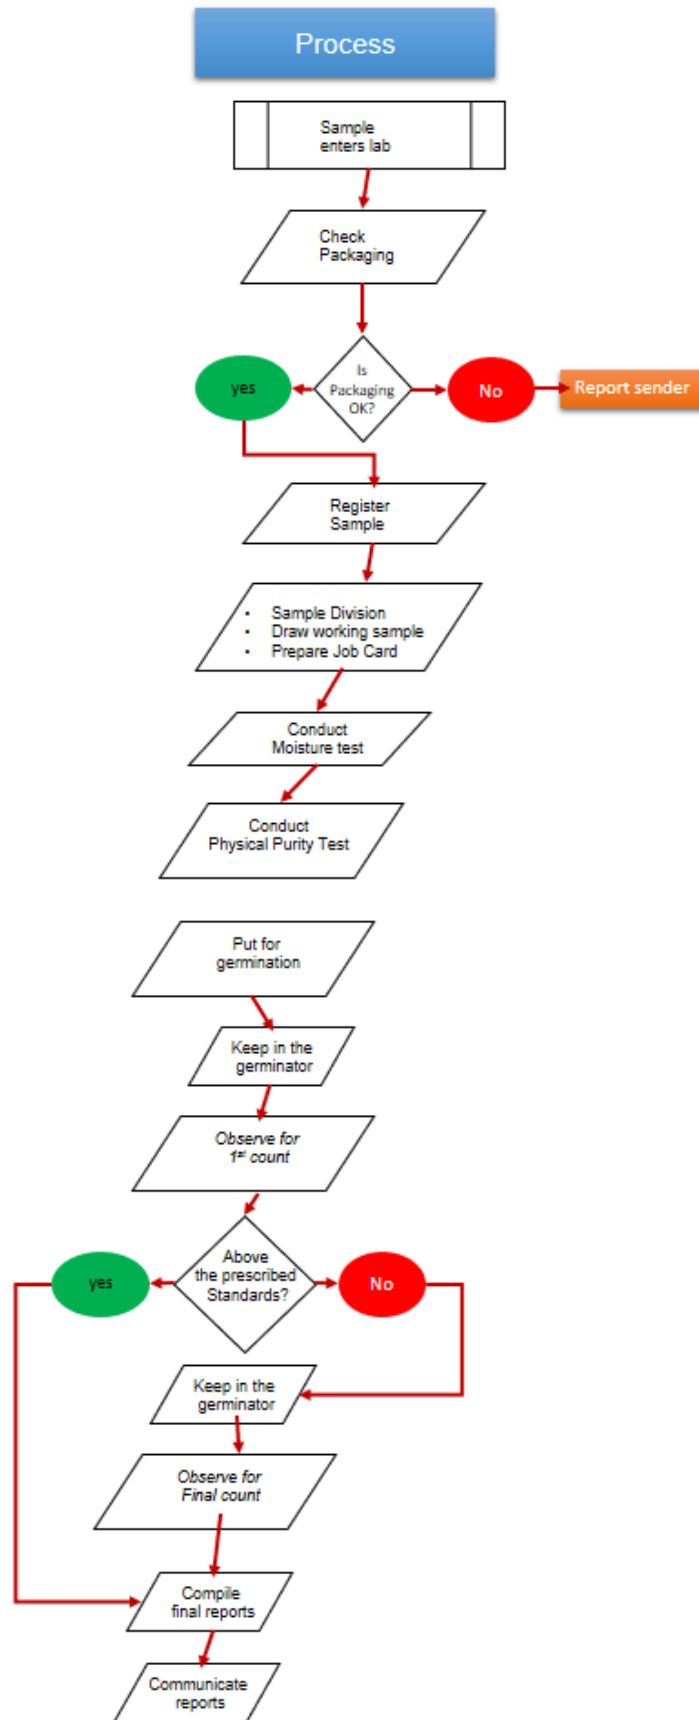 Process
Sample
enters lab
Check
Packaging
Is
Packaging
OK?
yes
No
Report sender
Register
Sample
• Sample Division
• Draw working sample
• Prepare Job Card
Conduct
Moisture test
Conduct
Physical Purity Test
Put for
germination
Keep in the
germinator
Observe for
1st count
Above
the prescribed
Standards?
yes
No
Keep in the
germinator
Observe for
Final count
Compile
final reports
Communicate
reports